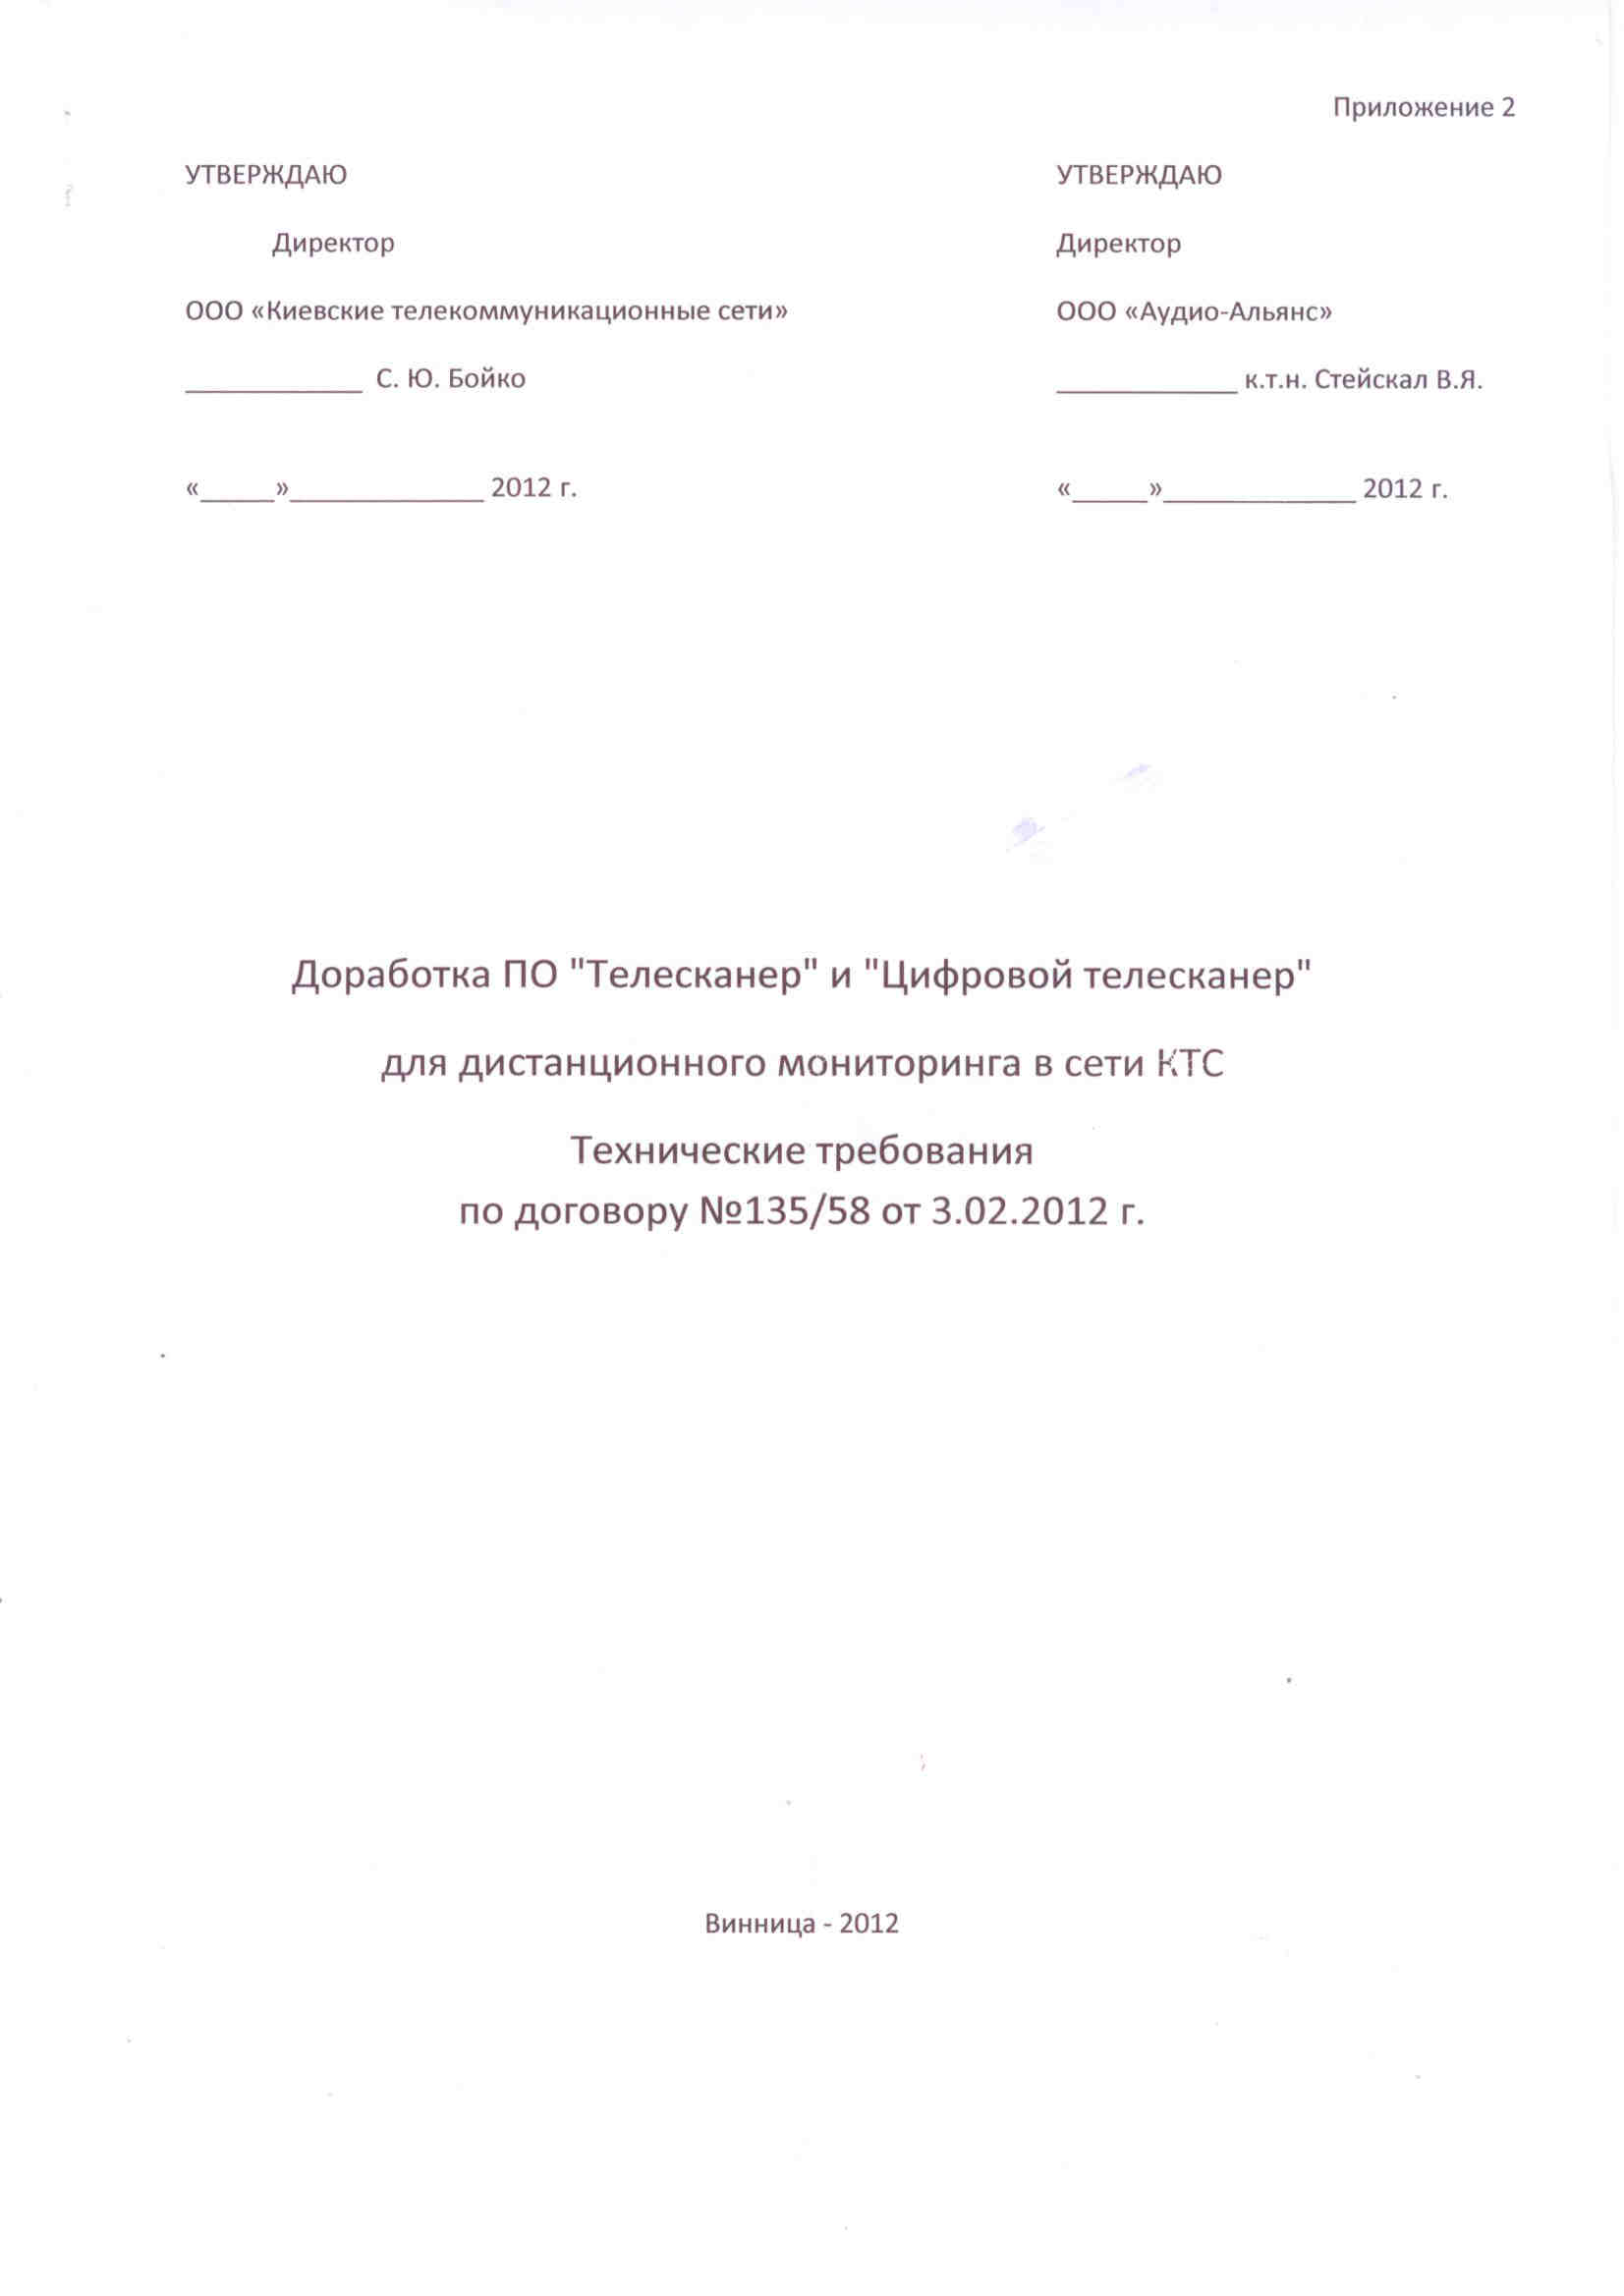 Приложение 2
УТВЕРЖДАЮ
Директор
ООО «Киевские телекоммуникационные сети»
____________ С. Ю. Бойко
«_____»_____________ 2012 г.
УТВЕРЖДАЮ
Директор
ООО «Аудио-Альянс»
____________ к.т.н. Стейскал В.Я.
«_____»_____________ 2012 г.
Доработка ПО "Телесканер" и "Цифровой телесканер"
для дистанционного мониторинга в сети КТС
Технические требования
по договору №135/58 от 3.02.2012 г.
Винница - 2012